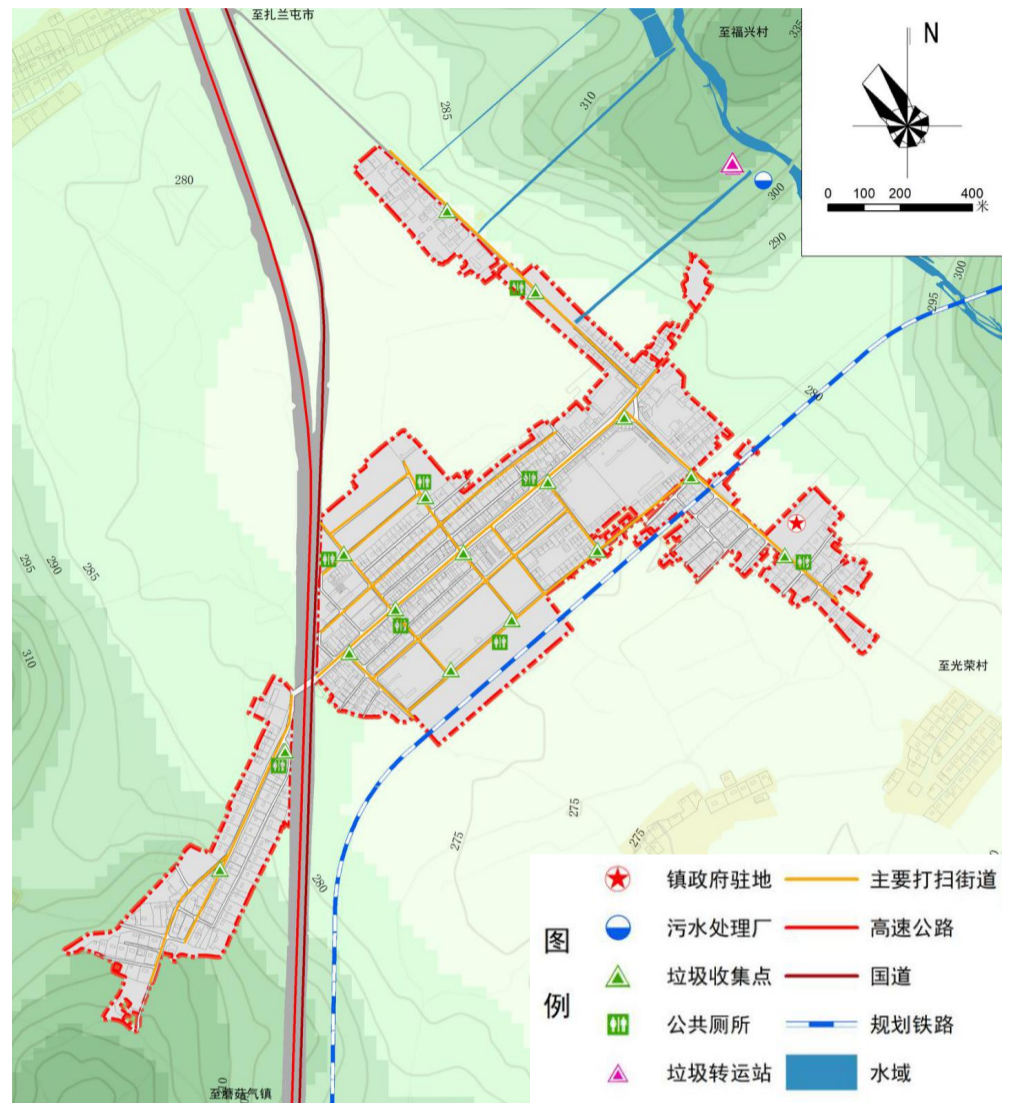 至扎兰屯市
至福兴村
335
N
285
310
280
0 100 200 400 米
300
290
300
295
280
295
290
285
310
至光荣村
275
275
275
280
至蘑菇气镇
图例
镇政府驻地
主要打扫街道
污水处理厂
高速公路
垃圾收集点
国道
公共厕所
规划铁路
垃圾转运站
水域